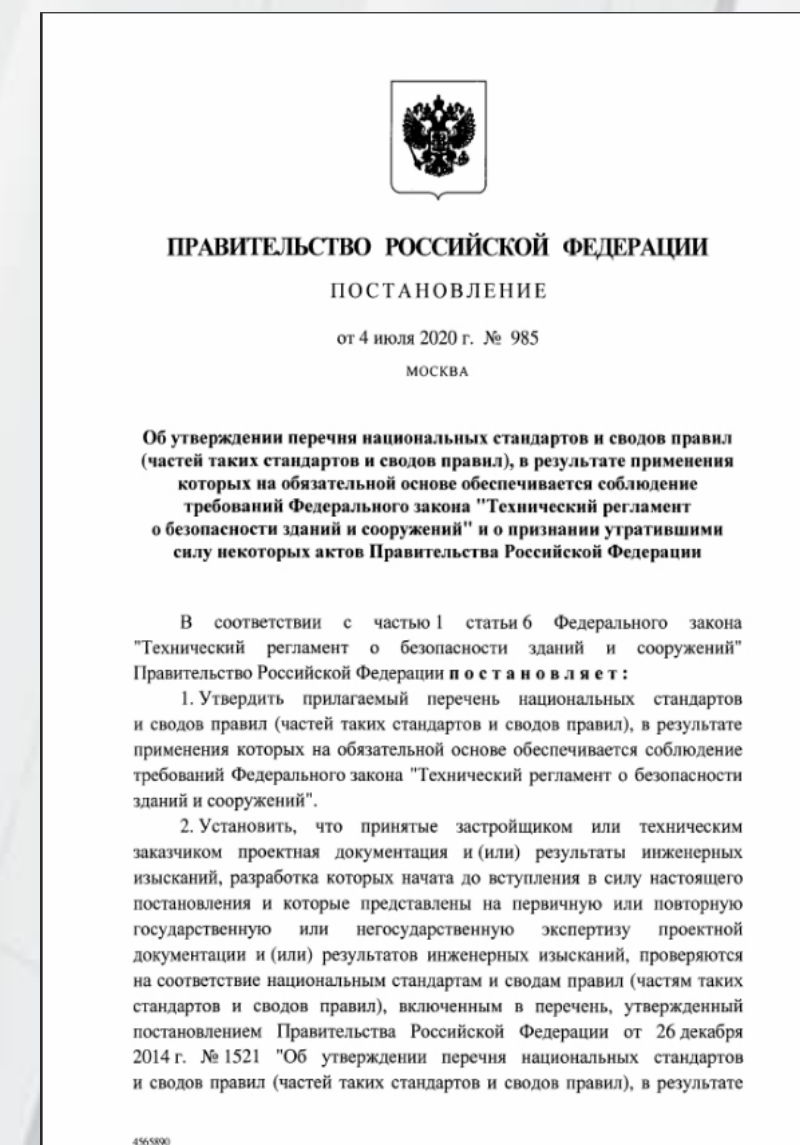 ПРАВИТЕЛЬСТВО РОССИЙСКОЙ ФЕДЕРАЦИИ
ПОСТАНОВЛЕНИЕ
от 4 июля 2020 г. № 985
МОСКВА
Об утверждении перечня национальных стандартов и сводов правил
(частей таких стандартов и сводов правил), в результате применения
которых на обязательной основе обеспечивается соблюдение
требований Федерального закона "Технический регламент
о безопасности зданий и сооружений" и о признании утратившими
силу некоторых актов Правительства Российской Федерации
В соответствии с частью 1 статьи 6 Федерального закона
"Технический регламент о безопасности зданий и сооружений"
Правительство Российской Федерации постановляет:
1. Утвердить прилагаемый перечень национальных стандартов
и сводов правил (частей таких стандартов и сводов правил), в результате
применения которых на обязательной основе обеспечивается соблюдение
требований Федерального закона "Технический регламент о безопасности
зданий и сооружений".
2. Установить, что принятые застройщиком или техническим
заказчиком проектная документация и (или) результаты инженерных
изысканий, разработка которых начата до вступления в силу настоящего
постановления и которые представлены на первичную или повторную
государственную или негосударственную экспертизу проектной
документации и (или) результатов инженерных изысканий, проверяются
на соответствие национальным стандартам и сводам правил (частям таких
стандартов и сводов правил), включенным в перечень, утвержденный
постановлением Правительства Российской Федерации от 26 декабря
2014 г. № 1521 "Об утверждении перечня национальных стандартов
и сводов правил (частей таких стандартов и сводов правил), в результате
4565890